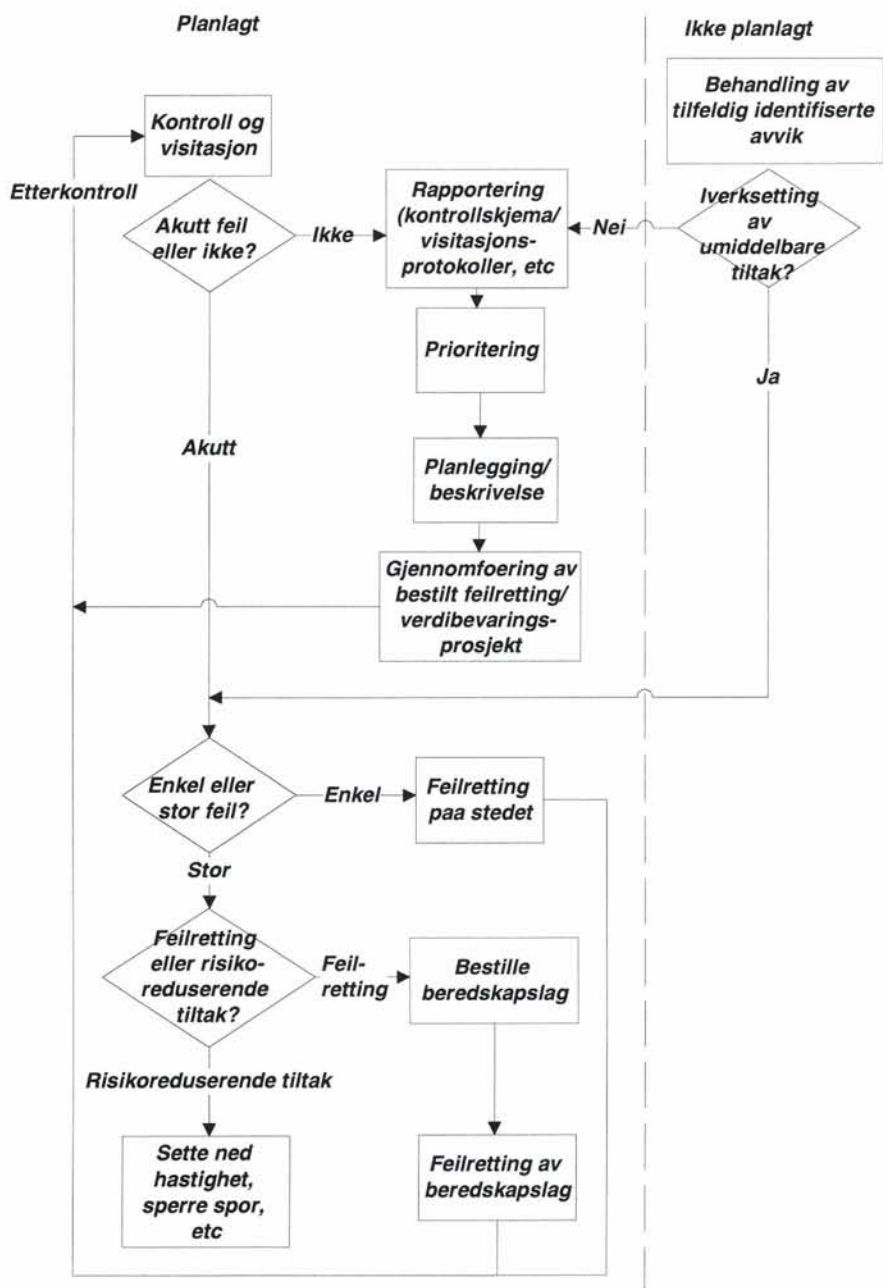 Planlagt
Ikke planlagt
Behandling av
tilfeldig identifiserte
avvik
Kontroll og
visitasjon
Etterkontroll
Akutt feil
eller ikke?
Ikke
Rapportering
(kontrollskjema/
visitasjons-
protokoller, etc
Nei
Iverksetting
av
umiddelbare
tiltak?
Prioritering
Ja
Akutt
Planlegging/
beskrivelse
Gjennomfoering av
bestilt feilretting/
verdibevarings-
prosjekt
Enkel eller
stor feil?
Enkel
Feilretting
paa stedet
Stor
Feilretting
eller risiko-
reduserende
tiltak?
Feil-
retting
Bestille
beredskapslag
Risikoreduserende tiltak
Sette ned
hastighet,
sperre spor,
etc
Feilretting av
beredskapslag